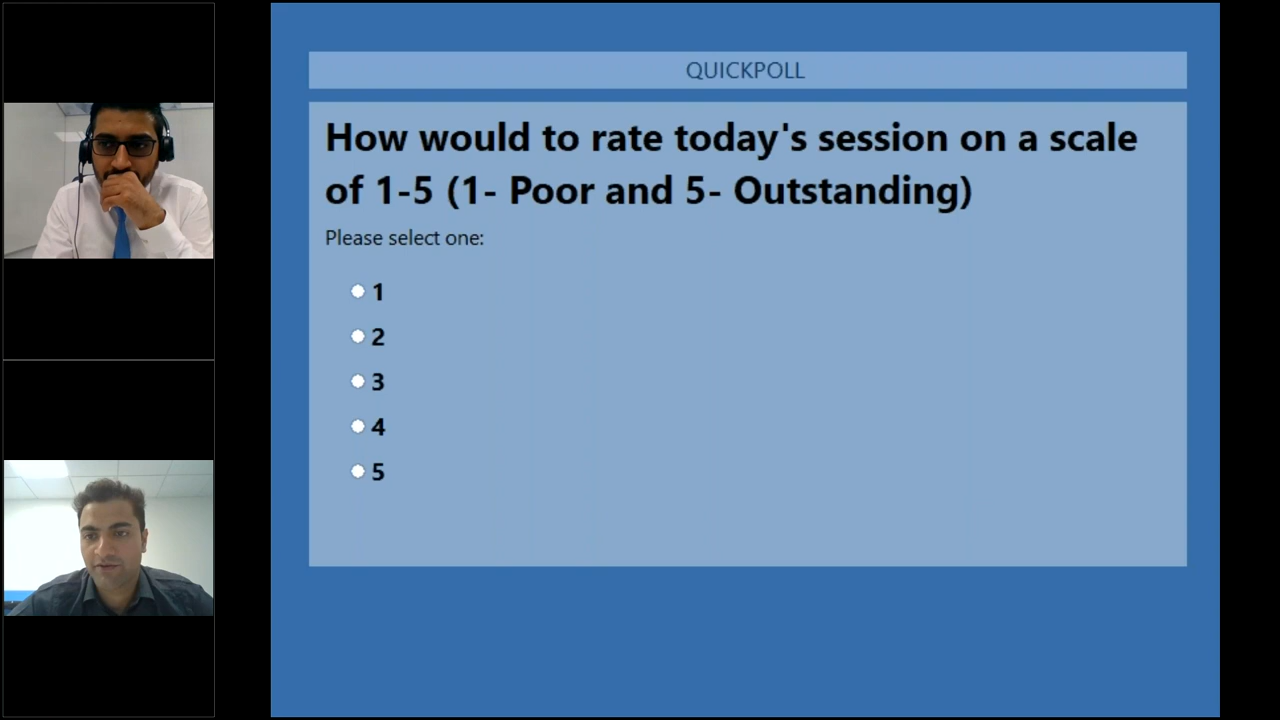 QUICKPOLL
How would to rate today's session on a scale
of 1-5 (1- Poor and 5- Outstanding)
Please select one:
1
2
3
4
5